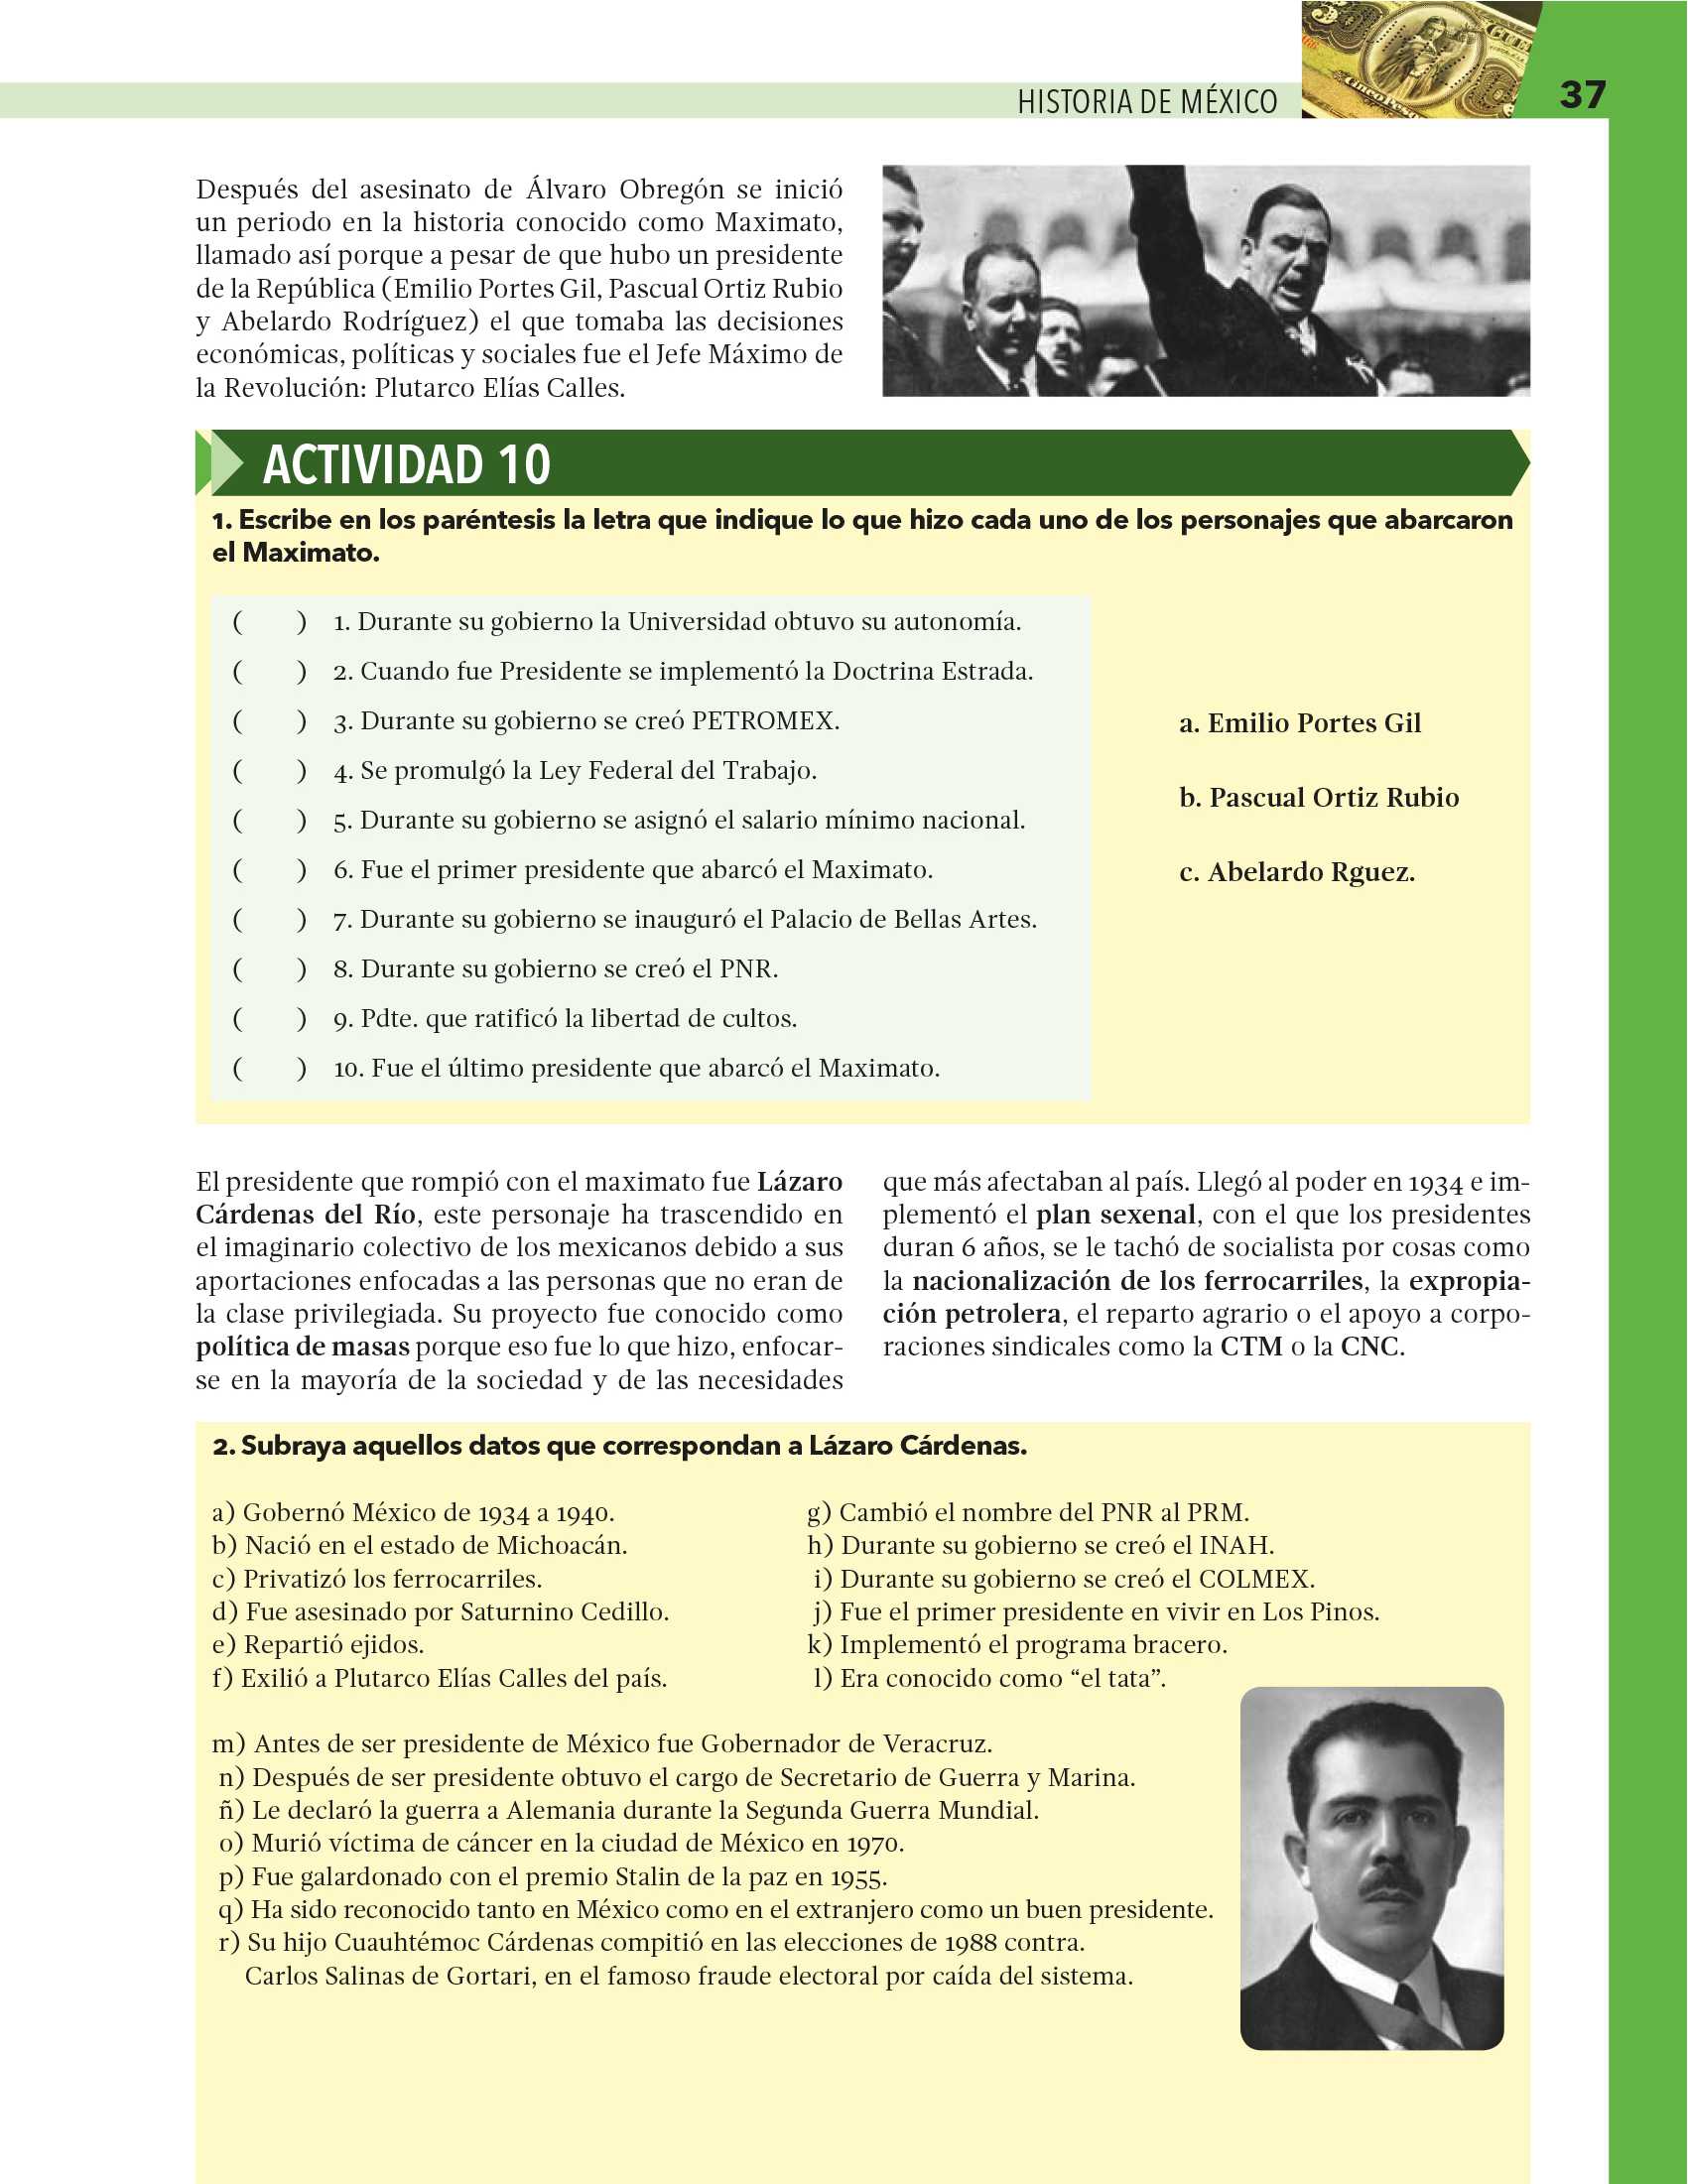 HISTORIA DE MÉXICO
37
Después del asesinato de Álvaro Obregón se inició
un periodo en la historia conocido como Maximato,
llamado así porque a pesar de que hubo un presidente
de la República (Emilio Portes Gil, Pascual Ortiz Rubio
y Abelardo Rodríguez) el que tomaba las decisiones
económicas, políticas y sociales fue el Jefe Máximo de
la Revolución: Plutarco Elías Calles.
ACTIVIDAD 10
1. Escribe en los paréntesis la letra que indique lo que hizo cada uno de los personajes que abarcaron
el Maximato.
( ) 1. Durante su gobierno la Universidad obtuvo su autonomía.
( ) 2. Cuando fue Presidente se implementó la Doctrina Estrada.
( ) 3. Durante su gobierno se creó PETROMEX.
( ) 4. Se promulgó la Ley Federal del Trabajo.
( ) 5. Durante su gobierno se asignó el salario mínimo nacional.
( ) 6. Fue el primer presidente que abarcó el Maximato.
( ) 7. Durante su gobierno se inauguró el Palacio de Bellas Artes.
( ) 8. Durante su gobierno se creó el PNR.
( ) 9. Pdte. que ratificó la libertad de cultos.
( ) 10. Fue el último presidente que abarcó el Maximato.
a. Emilio Portes Gil
b. Pascual Ortiz Rubio
c. Abelardo Rguez.
El presidente que rompió con el maximato fue Lázaro
Cárdenas del Río, este personaje ha trascendido en
el imaginario colectivo de los mexicanos debido a sus
aportaciones enfocadas a las personas que no eran de
la clase privilegiada. Su proyecto fue conocido como
política de masas porque eso fue lo que hizo, enfocar-
se en la mayoría de la sociedad y de las necesidades
que más afectaban al país. Llegó al poder en 1934 e im-
plementó el plan sexenal, con el que los presidentes
duran 6 años, se le tachó de socialista por cosas como
la nacionalización de los ferrocarriles, la expropia-
ción petrolera, el reparto agrario o el apoyo a corpo-
raciones sindicales como la CTM o la CNC.
2. Subraya aquellos datos que correspondan a Lázaro Cárdenas.
a) Gobernó México de 1934 a 1940.
b) Nació en el estado de Michoacán.
c) Privatizó los ferrocarriles.
d) Fue asesinado por Saturnino Cedillo.
e) Repartió ejidos.
f) Exilió a Plutarco Elías Calles del país.
g) Cambió el nombre del PNR al PRM.
h) Durante su gobierno se creó el INAH.
i) Durante su gobierno se creó el COLMEX.
j) Fue el primer presidente en vivir en Los Pinos.
k) Implementó el programa bracero.
l) Era conocido como “el tata”.
m) Antes de ser presidente de México fue Gobernador de Veracruz.
n) Después de ser presidente obtuvo el cargo de Secretario de Guerra y Marina.
ñ) Le declaró la guerra a Alemania durante la Segunda Guerra Mundial.
o) Murió víctima de cáncer en la ciudad de México en 1970.
p) Fue galardonado con el premio Stalin de la paz en 1955.
q) Ha sido reconocido tanto en México como en el extranjero como un buen presidente.
r) Su hijo Cuauhtémoc Cárdenas compitió en las elecciones de 1988 contra.
Carlos Salinas de Gortari, en el famoso fraude electoral por caída del sistema.